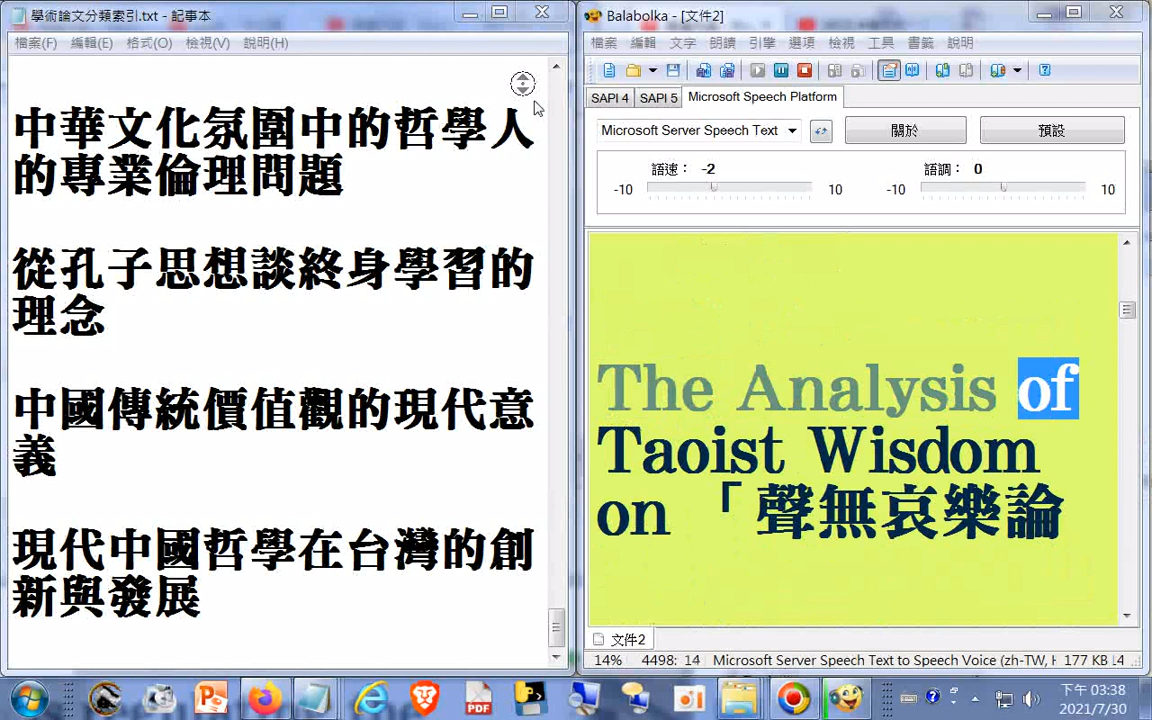 學術論文分類索引.txt - 記事本
檔案(F) 編輯(E) 格式(O) 檢視(V) 說明(H)
中華文化氛圍中的哲學人
的專業倫理問題
從孔子思想談終身學習的
理念
中國傳統價值觀的現代意
義
現代中國哲學在台灣的創
新與發展
Balabolka - [文件2]
檔案 編輯 文字 朗讀 引擎 選項 檢視 工具 書籤 說明
SAPI 4 SAPI 5 Microsoft Speech Platform
Microsoft Server Speech Text 關於 預設
語速： -2 語調： 0
-10 10 -10 10
The Analysis of
Taoist Wisdom
on 「聲無哀樂論
文件2
14% 4498: 14 Microsoft Server Speech Text to Speech Voice (zh-TW, H 177 KB
下午 03:38
2021/7/30